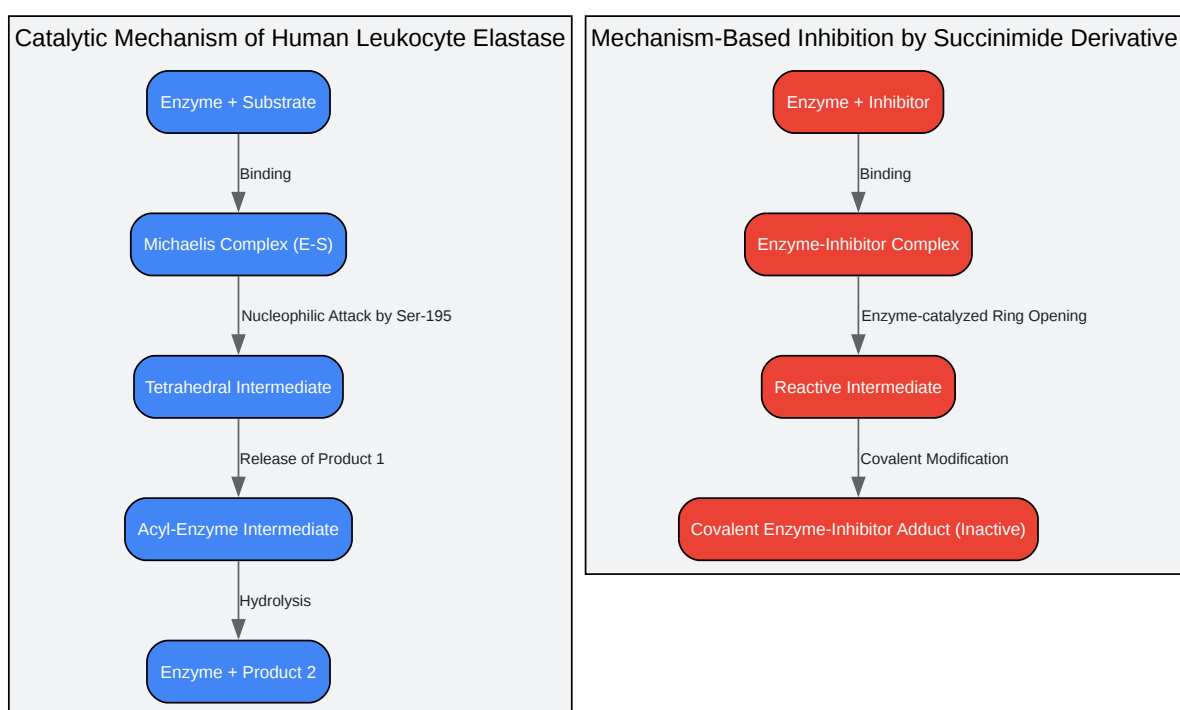 Catalytic Mechanism of Human Leukocyte Elastase
Enzyme + Substrate
Binding
Michaelis Complex (E-S)
Nucleophilic Attack by Ser-195
Tetrahedral Intermediate
Release of Product 1
Acyl-Enzyme Intermediate
Hydrolysis
Enzyme + Product 2
Mechanism-Based Inhibition by Succinimide Derivative
Enzyme + Inhibitor
Binding
Enzyme-Inhibitor Complex
Enzyme-catalyzed Ring Opening
Reactive Intermediate
Covalent Modification
Covalent Enzyme-Inhibitor Adduct (Inactive)